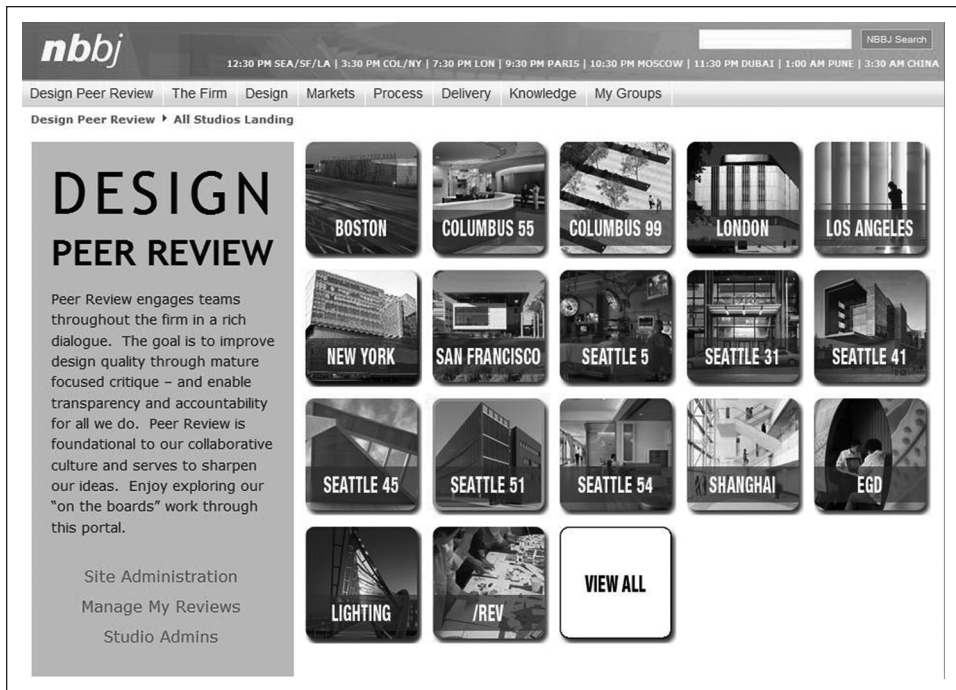 nbbj
NBBJ Search
12:30 PM SEA/SF/LA | 3:30 PM COL/NY | 7:30 PM LON | 9:30 PM PARIS | 10:30 PM MOSCOW | 11:30 PM DUBAI | 1:00 AM PUNE | 3:30 AM CHINA
Design Peer Review The Firm Design Markets Process Delivery Knowledge My Groups
Design Peer Review All Studios Landing
DESIGN
PEER REVIEW
Peer Review engages teams
throughout the firm in a rich
dialogue. The goal is to improve
design quality through mature
focused critique – and enable
transparency and accountability
for all we do. Peer Review is
foundational to our collaborative
culture and serves to sharpen
our ideas. Enjoy exploring our
“on the boards” work through
this portal.
Site Administration
Manage My Reviews
Studio Admins
BOSTON COLUMBUS 55 COLUMBUS 99 LONDON LOS ANGELES
NEW YORK SAN FRANCISCO SEATTLE 5 SEATTLE 31 SEATTLE 41
SEATTLE 45 SEATTLE 51 SEATTLE 54 SHANGHAI EGD
LIGHTING /REV VIEW ALL